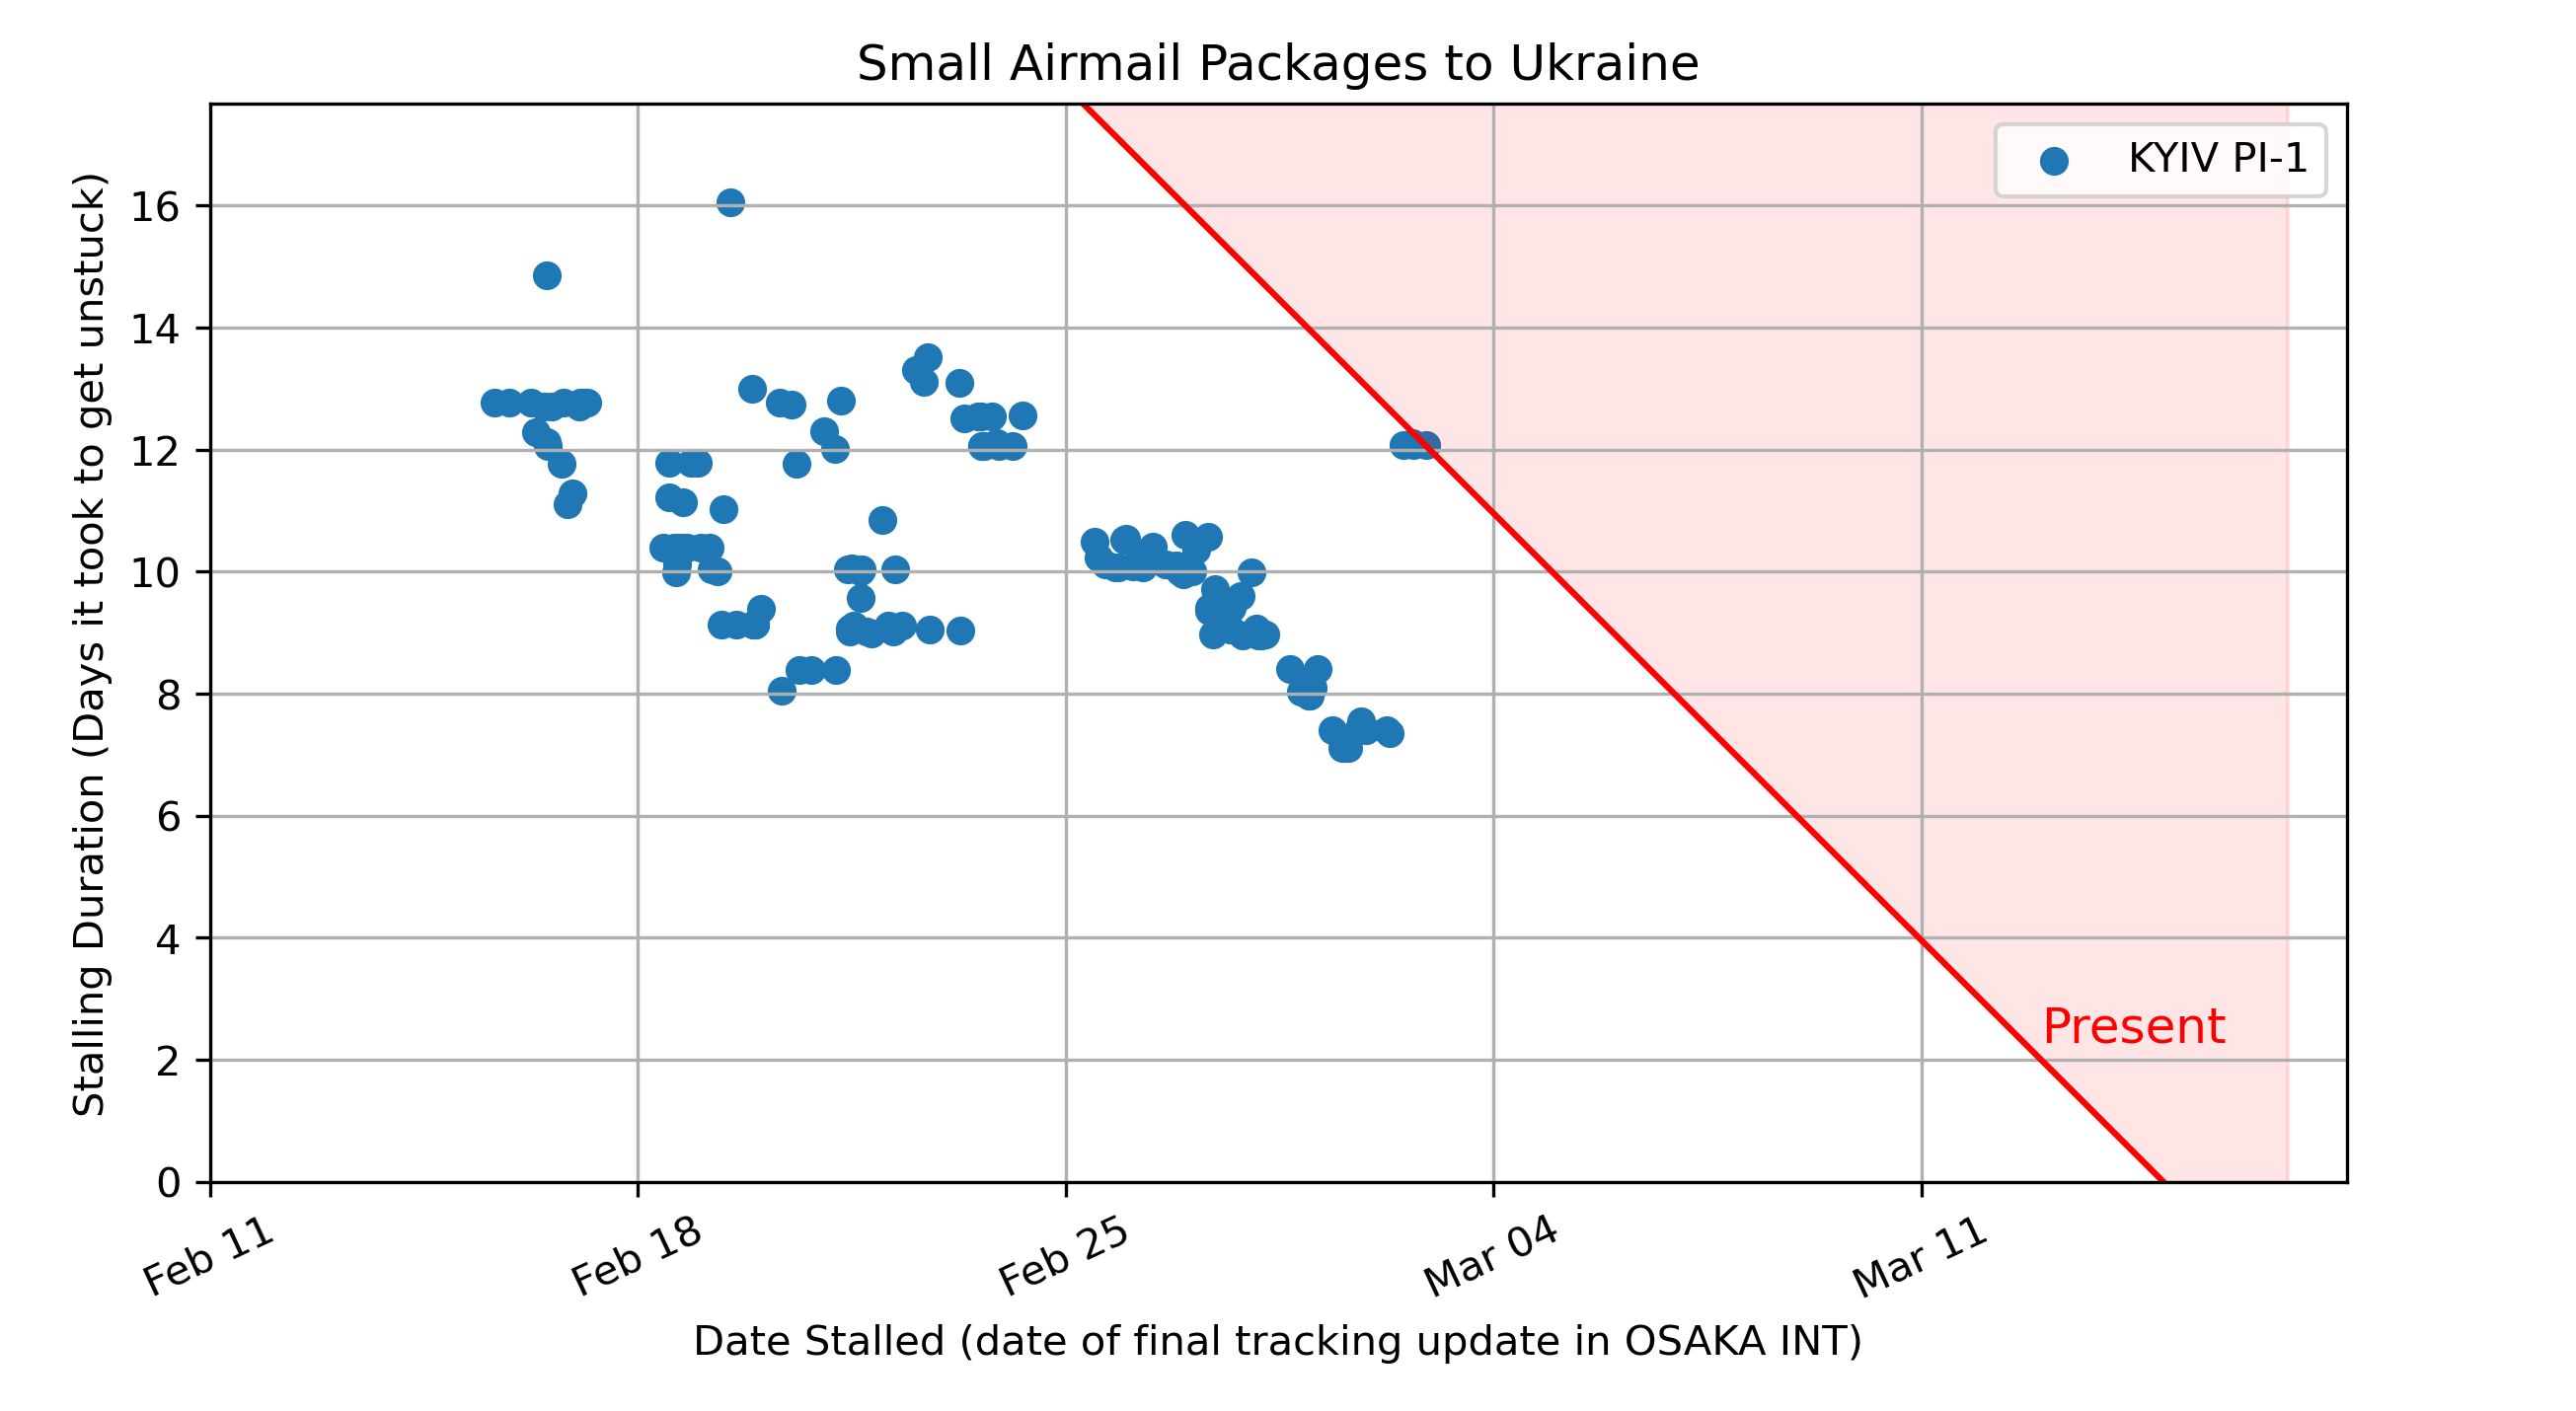 Small Airmail Packages to Ukraine
KYIV PI-1
Stalling Duration (Days it took to get unstuck)
16
14
12
10
8
6
4
2
0
Present
Feb 11
Feb 18
Feb 25
Mar 04
Mar 11
Date Stalled (date of final tracking update in OSAKA INT)